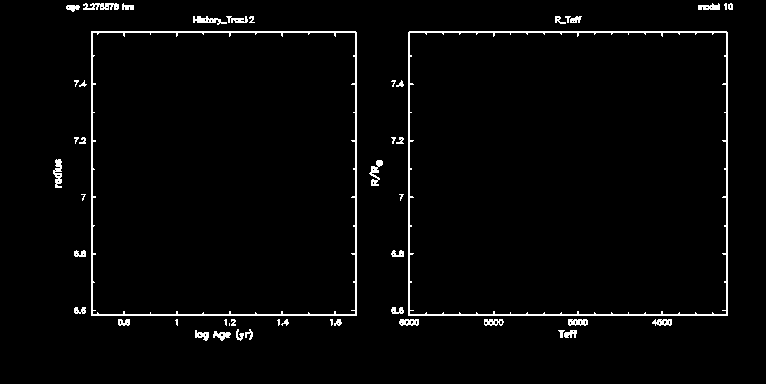 age 2.275578 hrs
model 10
History_Track2
R_Teff
7.4
7.2
7
6.8
6.6
radius
0.8 1 1.2 1.4 1.6
log Age (yr)
7.4
7.2
7
6.8
6.6
R/R⊙
6000 5500 5000 4500
Teff